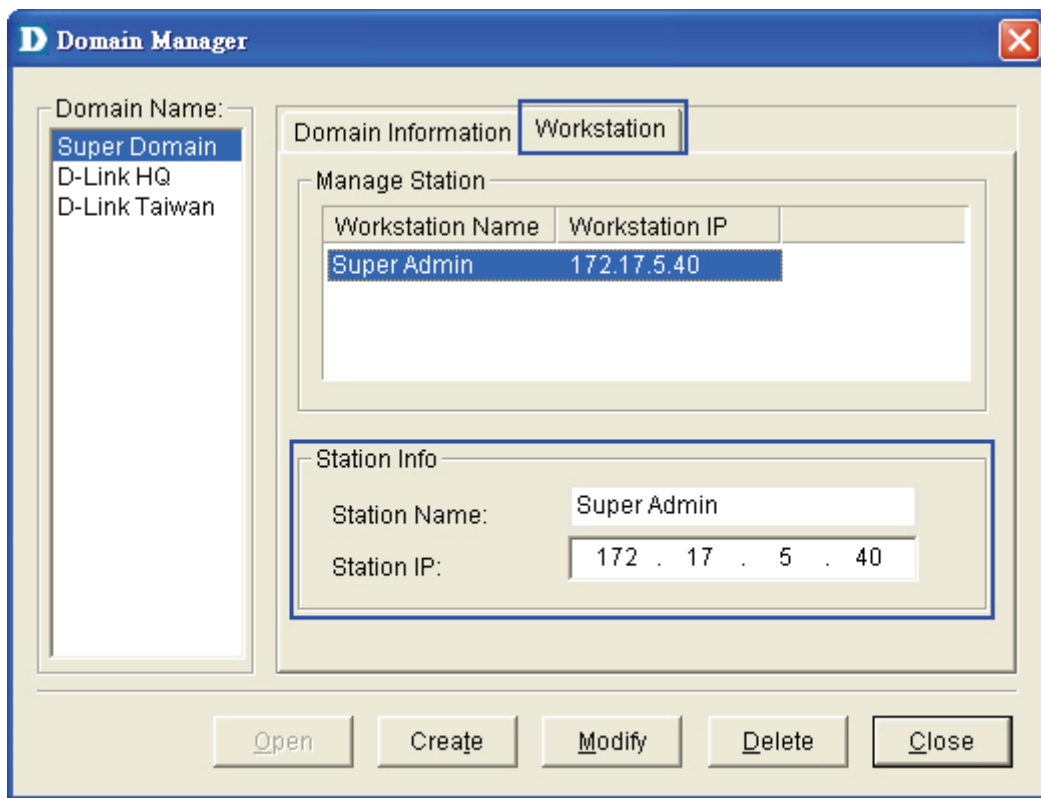 D Domain Manager
Domain Name:
Super Domain
D-Link HQ
D-Link Taiwan
Domain Information Workstation
Manage Station
Workstation Name Workstation IP
Super Admin 172.17.5.40
Station Info
Station Name: Super Admin
Station IP: 172 . 17 . 5 . 40
Open Create Modify Delete Close